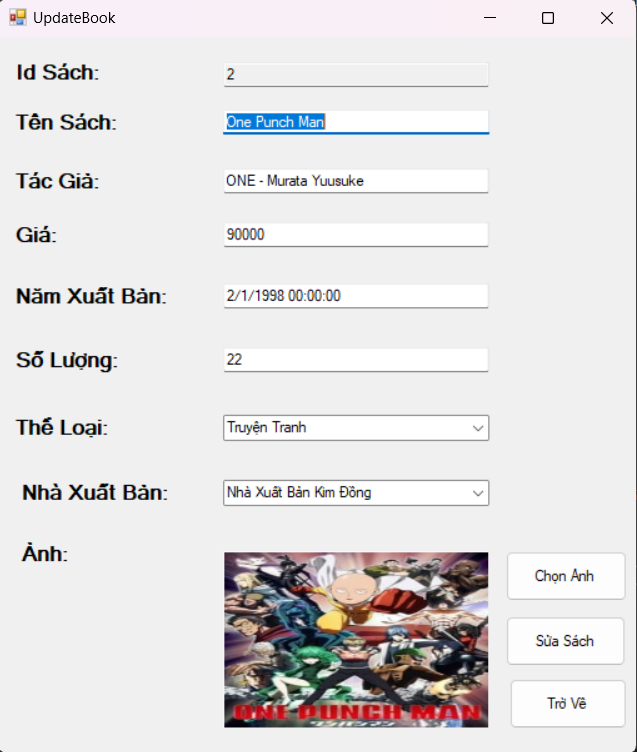 UpdateBook
Id Sách: 2
Tên Sách: One Punch Man
Tác Giả: ONE - Murata Yuusuke
Giá: 90000
Năm Xuất Bản: 2/1/1998 00:00:00
Số Lượng: 22
Thể Loại: Truyện Tranh
Nhà Xuất Bản: Nhà Xuất Bản Kim Đồng
Ảnh:
Chọn Ảnh
Sửa Sách
Trở Về
ONE PUNCH MAN